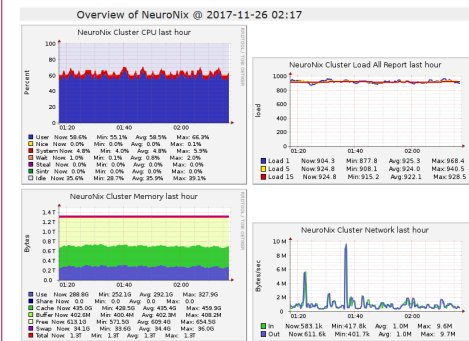 Overview of NeuroNix @ 2017-11-26 02:17
NeuroNix Cluster CPU last hour
Percent
100
80
60
40
20
0
01:20 01:40 02:00
User Now: 58.6% Min: 55.1% Avg: 58.5% Max: 66.3%
Nice Now: 0.0% Min: 0.0% Avg: 0.0% Max: 0.1%
System Now: 4.8% Min: 4.0% Avg: 4.8% Max: 5.9%
Wait Now: 1.0% Min: 0.1% Avg: 0.8% Max: 2.0%
Steal Now: 0.0% Min: 0.0% Avg: 0.0% Max: 0.0%
Sintr Now: 0.0% Min: 0.0% Avg: 0.0% Max: 0.0%
Idle Now: 35.6% Min: 28.7% Avg: 35.9% Max: 39.1%
NeuroNix Cluster Load All Report last hour
load
1000
800
600
400
200
0
01:20 01:40 02:00
Load 1 Now: 904.3 Min: 877.8 Avg: 925.3 Max: 968.4
Load 5 Now: 924.8 Min: 908.1 Avg: 924.0 Max: 940.5
Load 15 Now: 924.8 Min: 915.2 Avg: 922.1 Max: 928.5
NeuroNix Cluster Memory last hour
Bytes
1.4 T
1.2 T
1.0 T
0.8 T
0.6 T
0.4 T
0.2 T
0.0
01:20 01:40 02:00
Use Now: 288.8G Min: 252.1G Avg: 292.1G Max: 327.9G
Share Now: 0.0 Min: 0.0 Avg: 0.0 Max: 0.0
Cache Now: 435.0G Min: 428.5G Avg: 435.4G Max: 459.9G
Buffer Now: 402.6M Min: 400.4M Avg: 402.3M Max: 408.2M
Free Now: 613.1G Min: 571.5G Avg: 609.4G Max: 654.5G
Swap Now: 34.1G Min: 33.6G Avg: 34.4G Max: 36.0G
Total Now: 1.3T Min: 1.3T Avg: 1.3T Max: 1.3T
NeuroNix Cluster Network last hour
Bytes/sec
10 M
8 M
6 M
4 M
2 M
0
01:20 01:40 02:00
In Now: 583.1k Min: 417.8k Avg: 1.0M Max: 9.6M
Out Now: 611.6k Min: 401.7k Avg: 1.0M Max: 9.7M